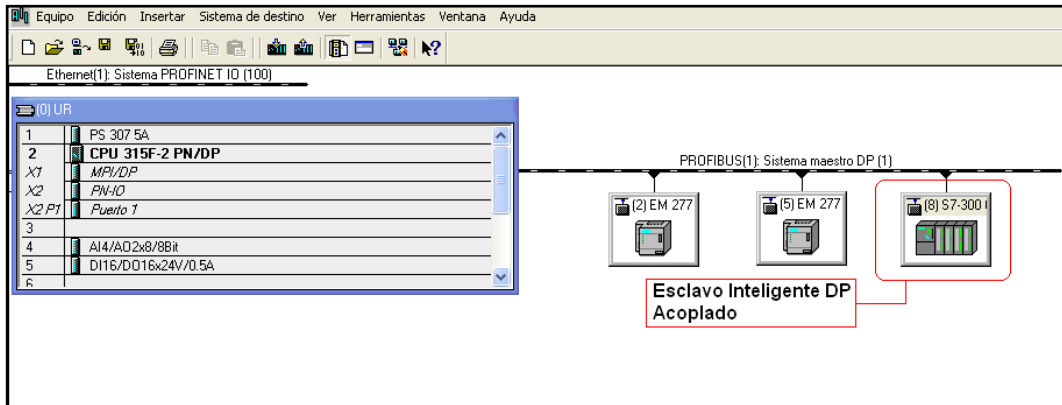 Equipo Edición Insertar Sistema de destino Ver Herramientas Ventana Ayuda
Ethernet(1): Sistema PROFINET IO (100)
(0) UR
1 PS 307 5A
2 CPU 315F-2 PN/DP
X1 MPI/DP
X2 PN-IO
X2 P1 Puerto 1
3
4 AI4/AO2x8/8Bit
5 DI16/DO16x24V/0.5A
6
PROFIBUS(1): Sistema maestro DP (1)
(2) EM 277
(5) EM 277
(8) S7-300
Esclavo Inteligente DP
Acoplado